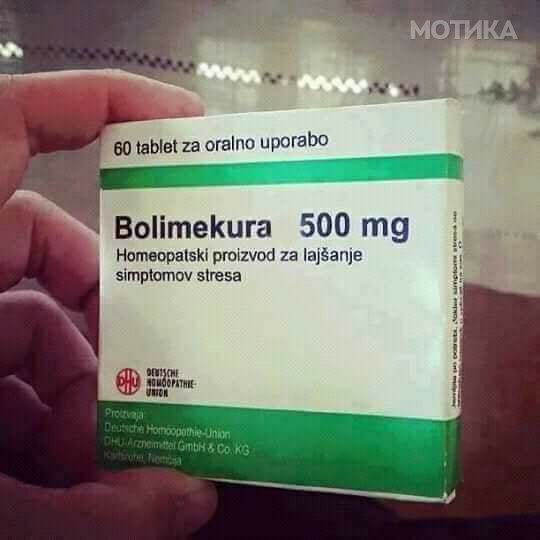 МОТИКА
60 tablet za oralno uporabo
Bolimekura 500 mg
Homeopatski proizvod za lajšanje
simptomov stresa
DHU
DEUTSCHE
HOMÖOPATHIE-
UNION
Proizvaja:
Deutsche Homöopathie-Union
DHU-Arzneimittel GmbH & Co. KG
Karlsruhe, Nemčija